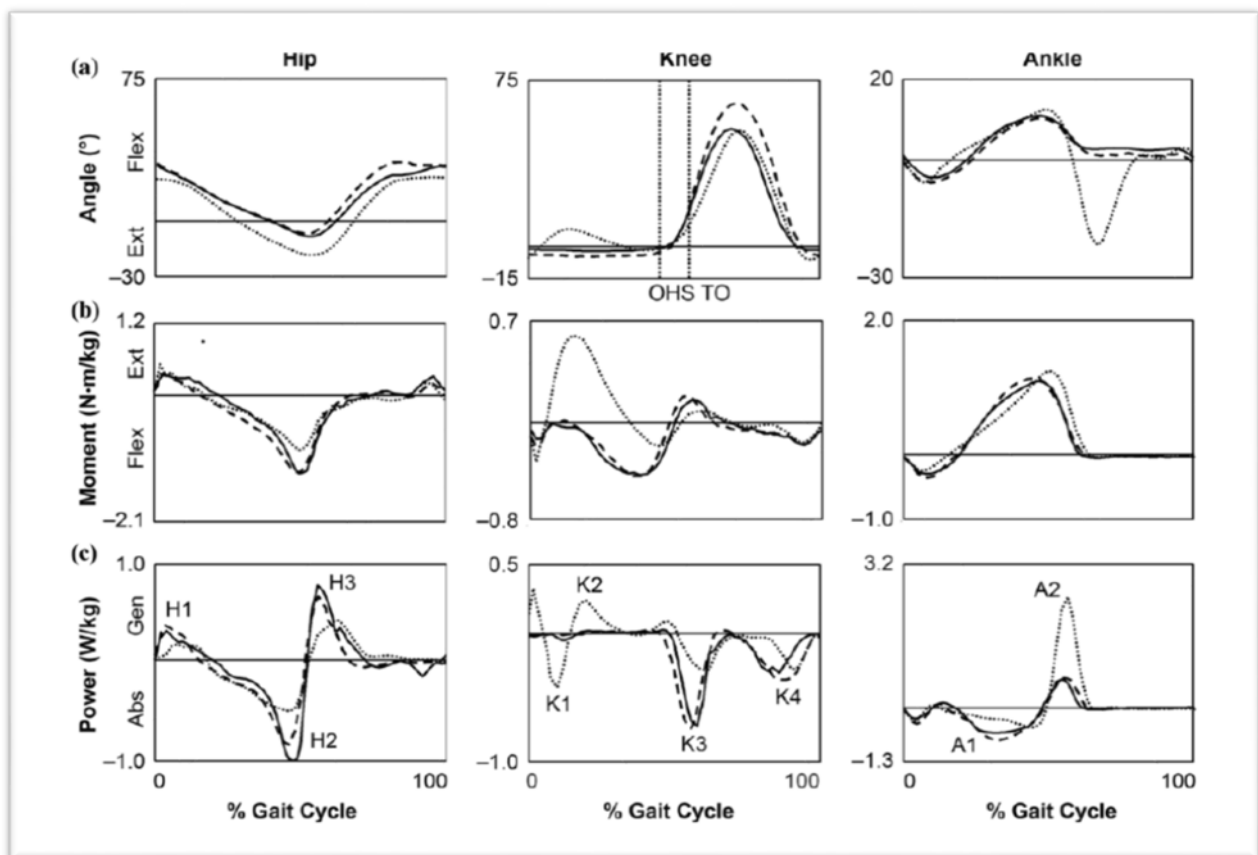 (a) Hip Knee Ankle
75 75 20
Angle (°) Flex Ext
−30 −15 −30
OHS TO
(b)
1.2 0.7 2.0
Moment (N·m/kg) Flex Ext
−2.1 −0.8 −1.0
(c)
1.0 0.5 3.2
Power (W/kg) Abs Gen
H1 H3 K2 A2
H2 K1 K3 K4 A1
−1.0 −1.0 −1.3
0 100 0 100 0 100
% Gait Cycle % Gait Cycle % Gait Cycle